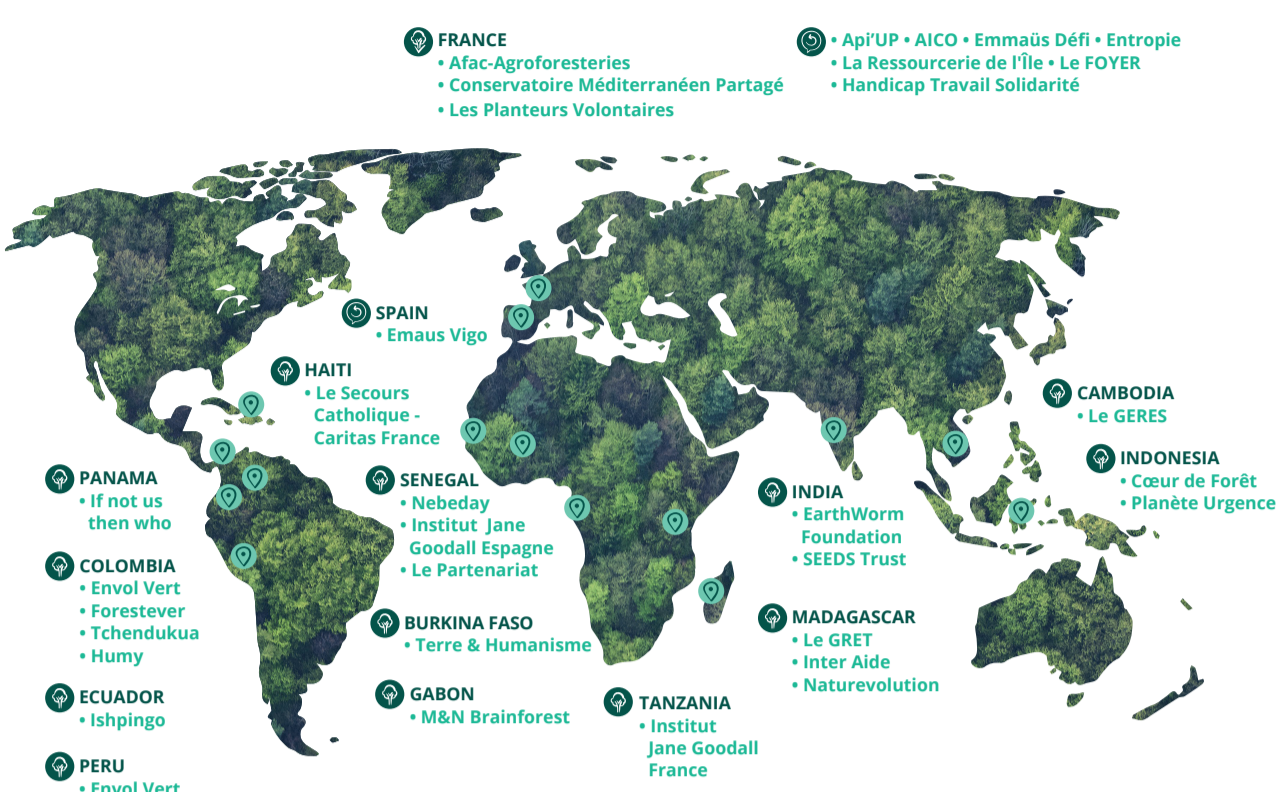 FRANCE
• Afac-Agroforesteries
• Conservatoire Méditerranéen Partagé
• Les Planteurs Volontaires
• Api’UP • AICO • Emmaüs Défi • Entropie
• La Ressourcerie de l'Île • Le FOYER
• Handicap Travail Solidarité
SPAIN
• Emaus Vigo
HAITI
• Le Secours
Catholique -
Caritas France
CAMBODIA
• Le GERES
INDONESIA
• Cœur de Forêt
• Planète Urgence
PANAMA
• If not us
then who
SENEGAL
• Nebeday
• Institut Jane
Goodall Espagne
• Le Partenariat
INDIA
• EarthWorm
Foundation
• SEEDS Trust
COLOMBIA
• Envol Vert
• Forestever
• Tchendukua
• Humy
BURKINA FASO
• Terre & Humanisme
MADAGASCAR
• Le GRET
• Inter Aide
• Naturevolution
ECUADOR
• Ishpingo
GABON
• M&N Brainforest
TANZANIA
• Institut
Jane Goodall
France
PERU
• Envol Vert